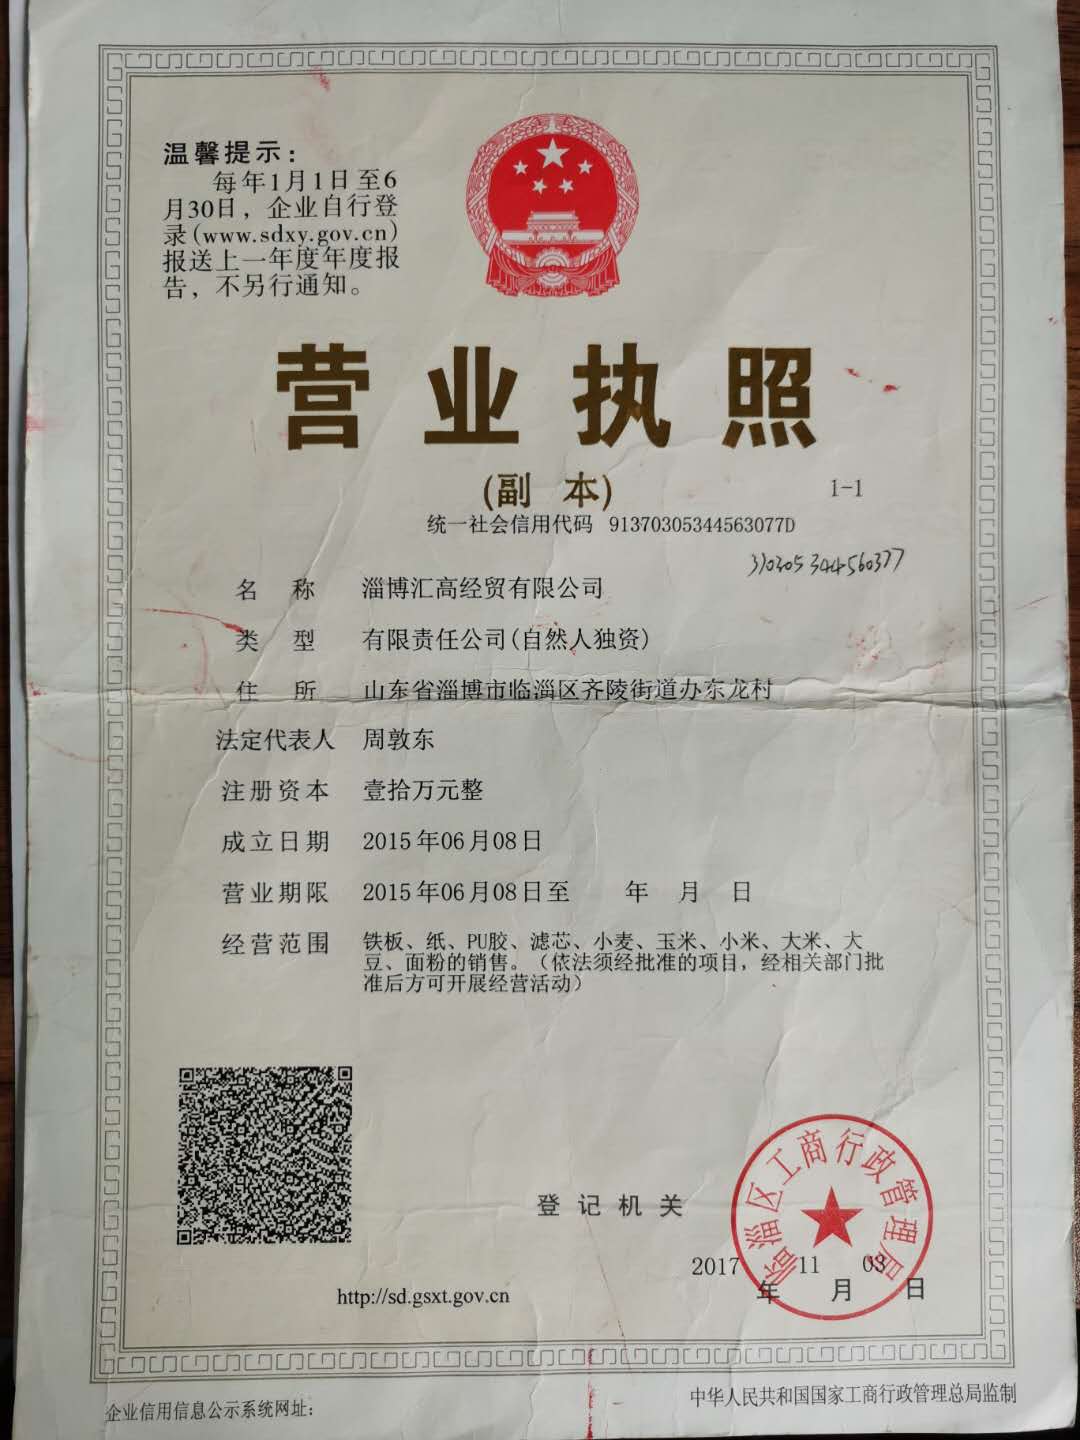 温馨提示：
每年1月1日至6
月30日，企业自行登
录(www.sdxy.gov.cn)
报送上一年度年度报
告，不另行通知。
营业执照
(副 本)
1-1
统一社会信用代码 91370305344563077D
名 称 淄博汇高经贸有限公司
类 型 有限责任公司(自然人独资)
住 所 山东省淄博市临淄区齐陵街道办东龙村
法定代表人 周敦东
注册资本 壹拾万元整
成立日期 2015年06月08日
营业期限 2015年06月08日至 年 月 日
经营范围 铁板、纸、PU胶、滤芯、小麦、玉米、小米、大米、大
豆、面粉的销售。（依法须经批准的项目，经相关部门批
准后方可开展经营活动）
登记机关
淄区工商行政管理局
2017 11 03
年 月 日
http://sd.gsxt.gov.cn
企业信用信息公示系统网址：
中华人民共和国国家工商行政管理总局监制